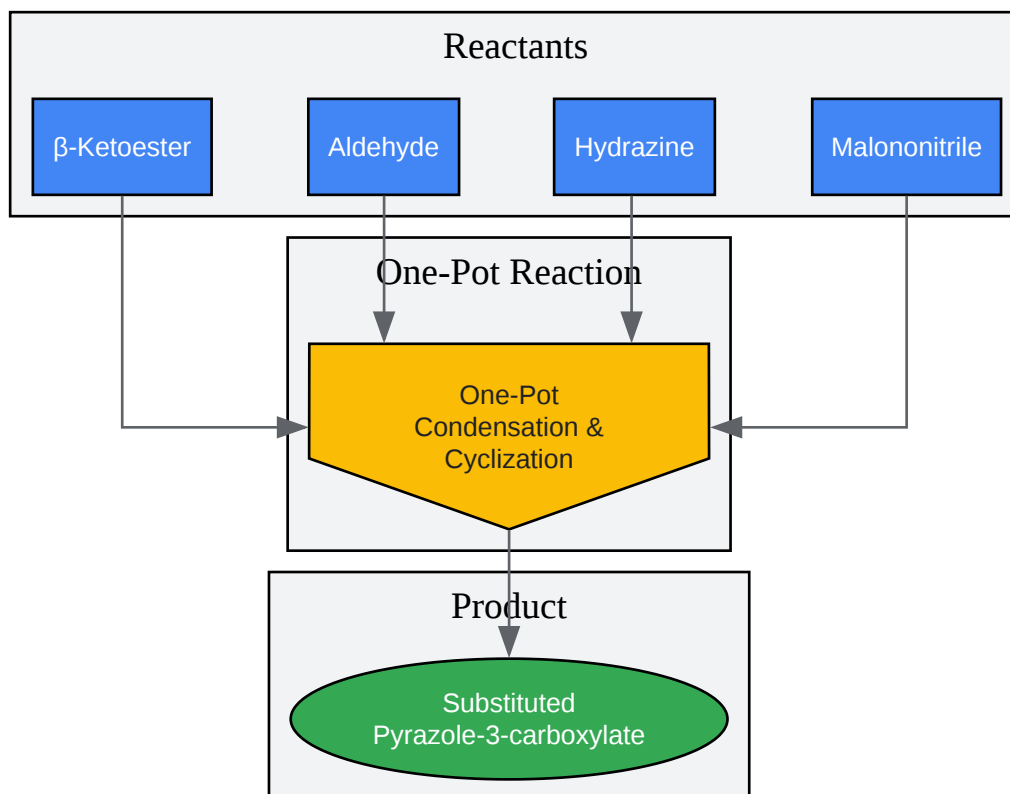 Reactants
β-Ketoester
Aldehyde
Hydrazine
Malononitrile
One-Pot Reaction
One-Pot
Condensation &
Cyclization
Product
Substituted
Pyrazole-3-carboxylate